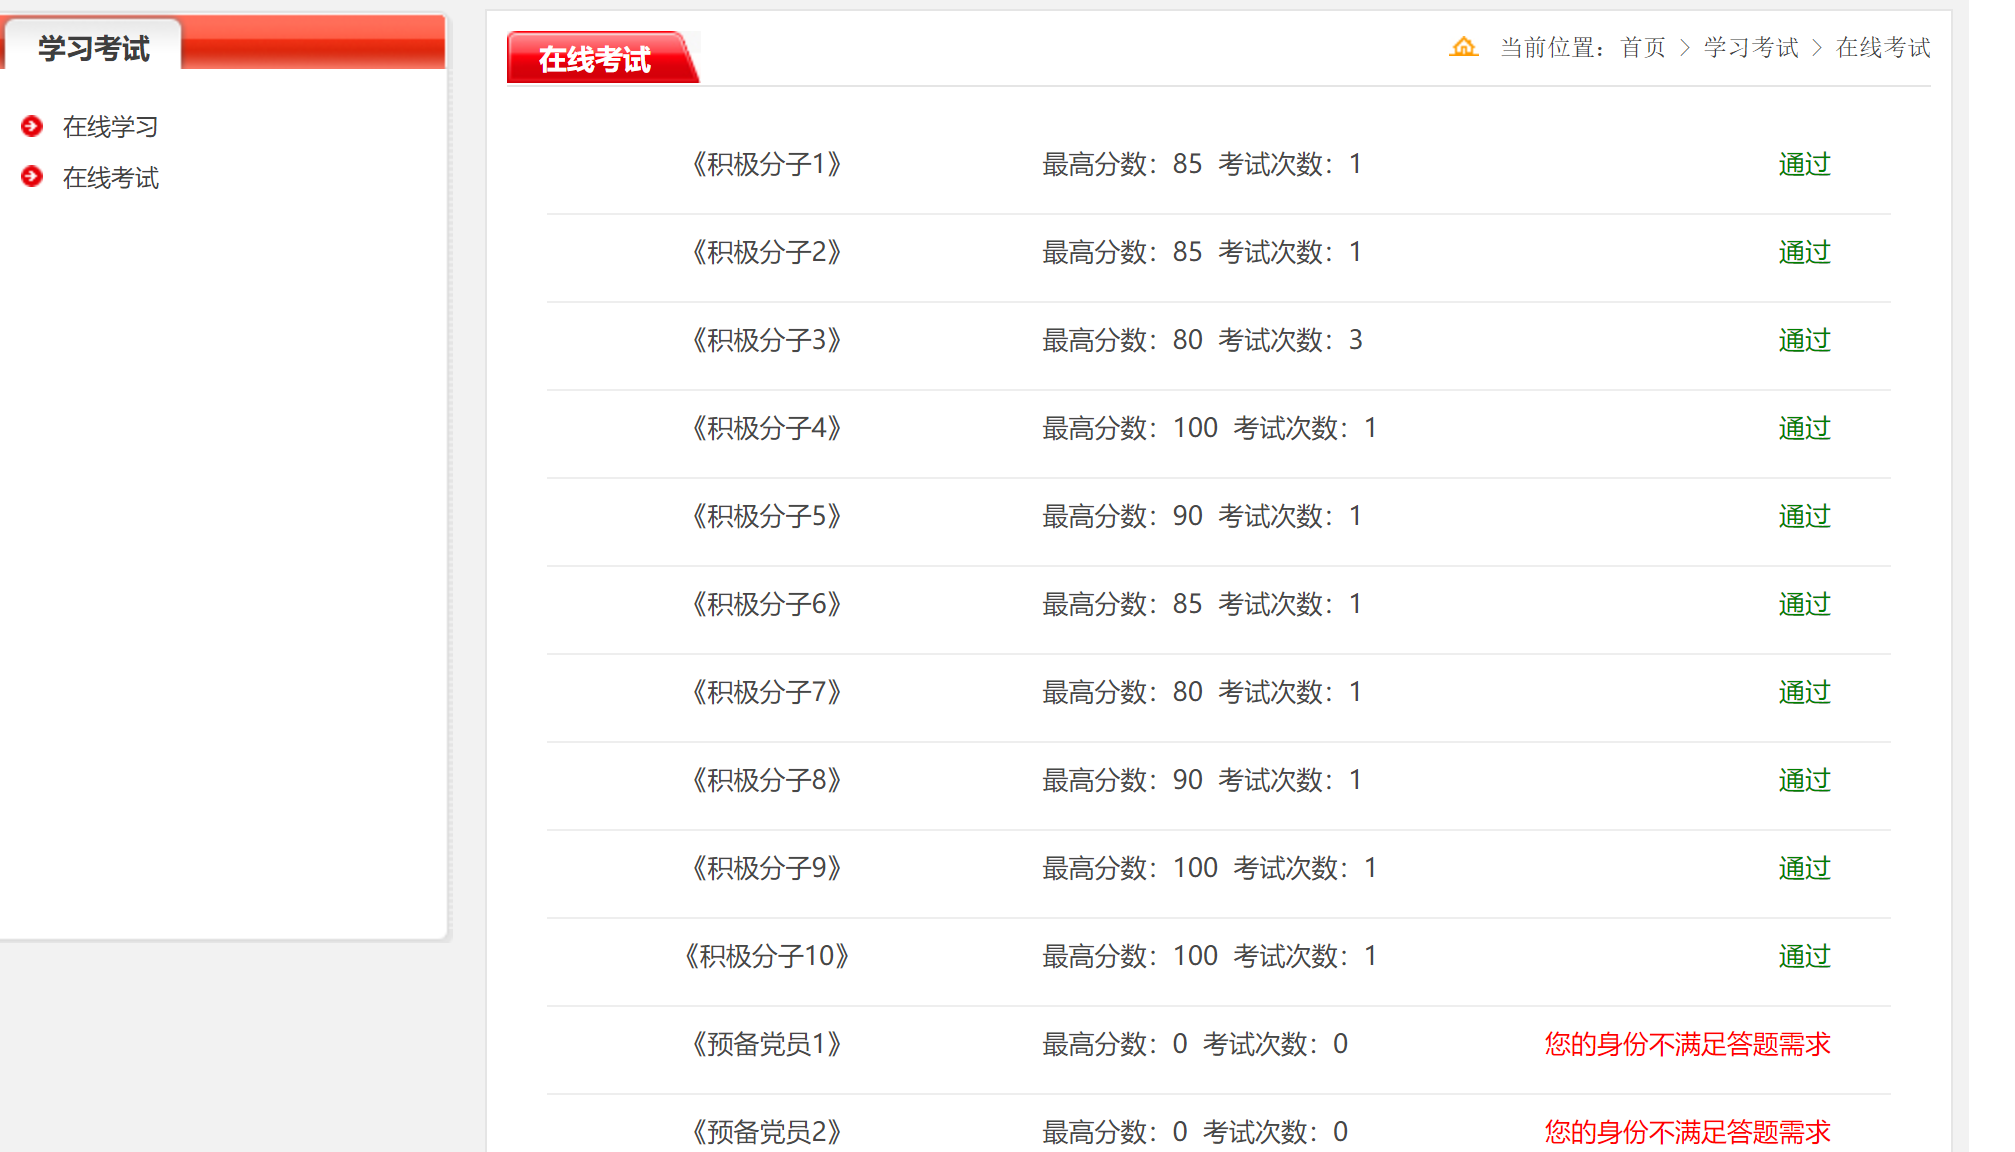 学习考试
在线学习
在线考试
在线考试
当前位置：首页 > 学习考试 > 在线考试
《积极分子1》 最高分数：85 考试次数：1 通过
《积极分子2》 最高分数：85 考试次数：1 通过
《积极分子3》 最高分数：80 考试次数：3 通过
《积极分子4》 最高分数：100 考试次数：1 通过
《积极分子5》 最高分数：90 考试次数：1 通过
《积极分子6》 最高分数：85 考试次数：1 通过
《积极分子7》 最高分数：80 考试次数：1 通过
《积极分子8》 最高分数：90 考试次数：1 通过
《积极分子9》 最高分数：100 考试次数：1 通过
《积极分子10》 最高分数：100 考试次数：1 通过
《预备党员1》 最高分数：0 考试次数：0 您的身份不满足答题需求
《预备党员2》 最高分数：0 考试次数：0 您的身份不满足答题需求